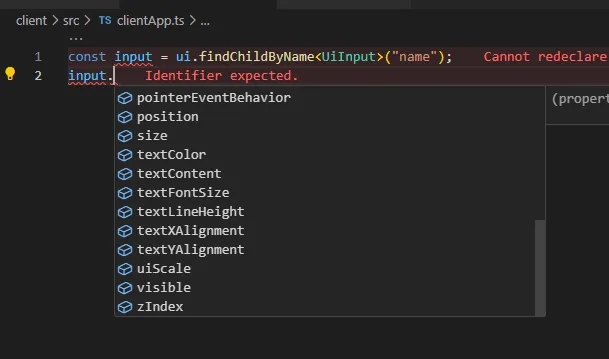 client > src > TS clientApp.ts > ...
...
1 const input = ui.findChildByName<UiInput>("name"); Cannot redeclare
2 input. Identifier expected.
pointerEventBehavior
(propert
position
size
textColor
textContent
textFontSize
textLineHeight
textXAlignment
textYAlignment
uiScale
visible
zIndex